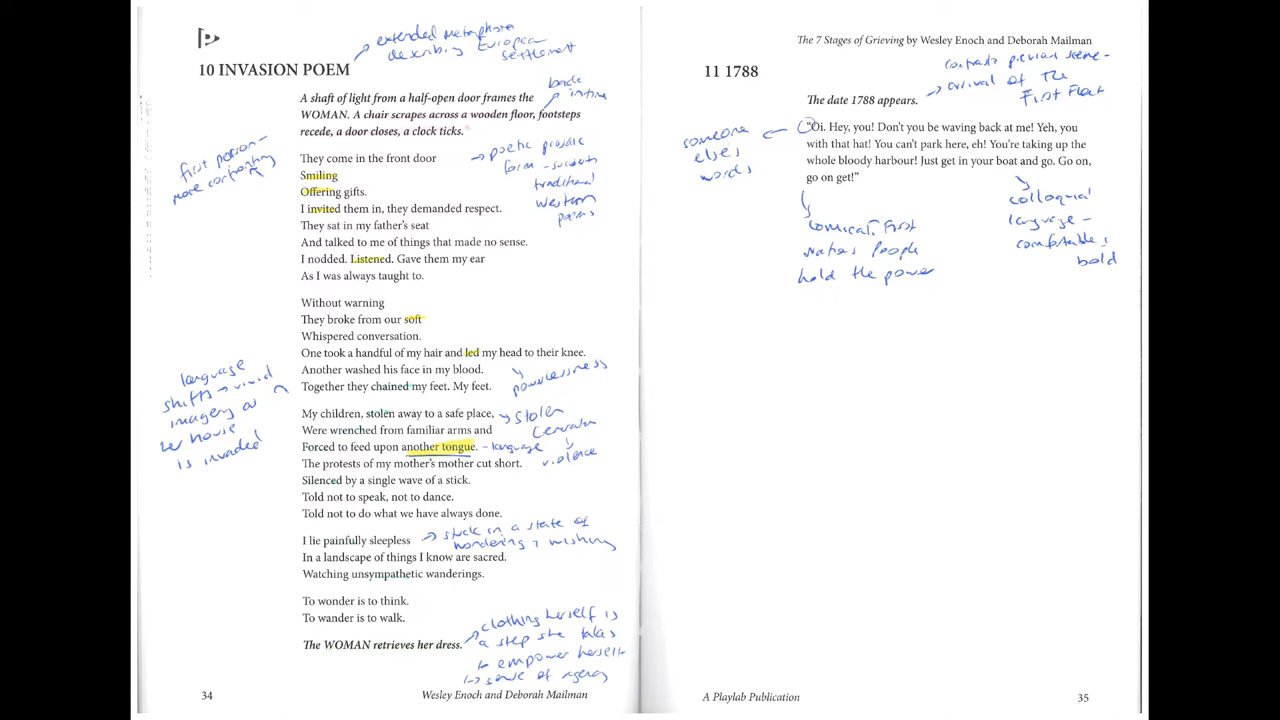 extended metaphor
describing European
settlement
10 INVASION POEM
back
in time
A shaft of light from a half-open door frames the
WOMAN. A chair scrapes across a wooden floor, footsteps
recede, a door closes, a clock ticks.
first person –
more confronting
They come in the front door
Smiling
Offering gifts.
I invited them in, they demanded respect.
They sat in my father's seat
And talked to me of things that made no sense.
I nodded. Listened. Gave them my ear
As I was always taught to.
poetic prosaic
form – subverts
traditional
western
poems
Without warning
They broke from our soft
Whispered conversation.
One took a handful of my hair and led my head to their knee.
Another washed his face in my blood.
Together they chained my feet. My feet.
powerlessness
language
shifts → vivid
imagery as
her house
is invaded
My children, stolen away to a safe place,
Were wrenched from familiar arms and
Forced to feed upon another tongue. – language
The protests of my mother's mother cut short.
Silenced by a single wave of a stick.
Told not to speak, not to dance.
Told not to do what we have always done.
Stolen
Generation
violence
I lie painfully sleepless
In a landscape of things I know are sacred.
Watching unsympathetic wanderings.
stuck in a state of
wondering & wishing
To wonder is to think.
To wander is to walk.
The WOMAN retrieves her dress.
clothing herself is
a step she takes
to empower herself
→ sense of agency
34
Wesley Enoch and Deborah Mailman
The 7 Stages of Grieving by Wesley Enoch and Deborah Mailman
contrasts previous scene –
arrival of the
First Fleet
11 1788
The date 1788 appears.
"Oi. Hey, you! Don't you be waving back at me! Yeh, you
with that hat! You can't park here, eh! You're taking up the
whole bloody harbour! Just get in your boat and go. Go on,
go on get!"
someone
else's
words
comical. First
Nations People
hold the power
colloquial
language –
comfortable &
bold
A Playlab Publication
35